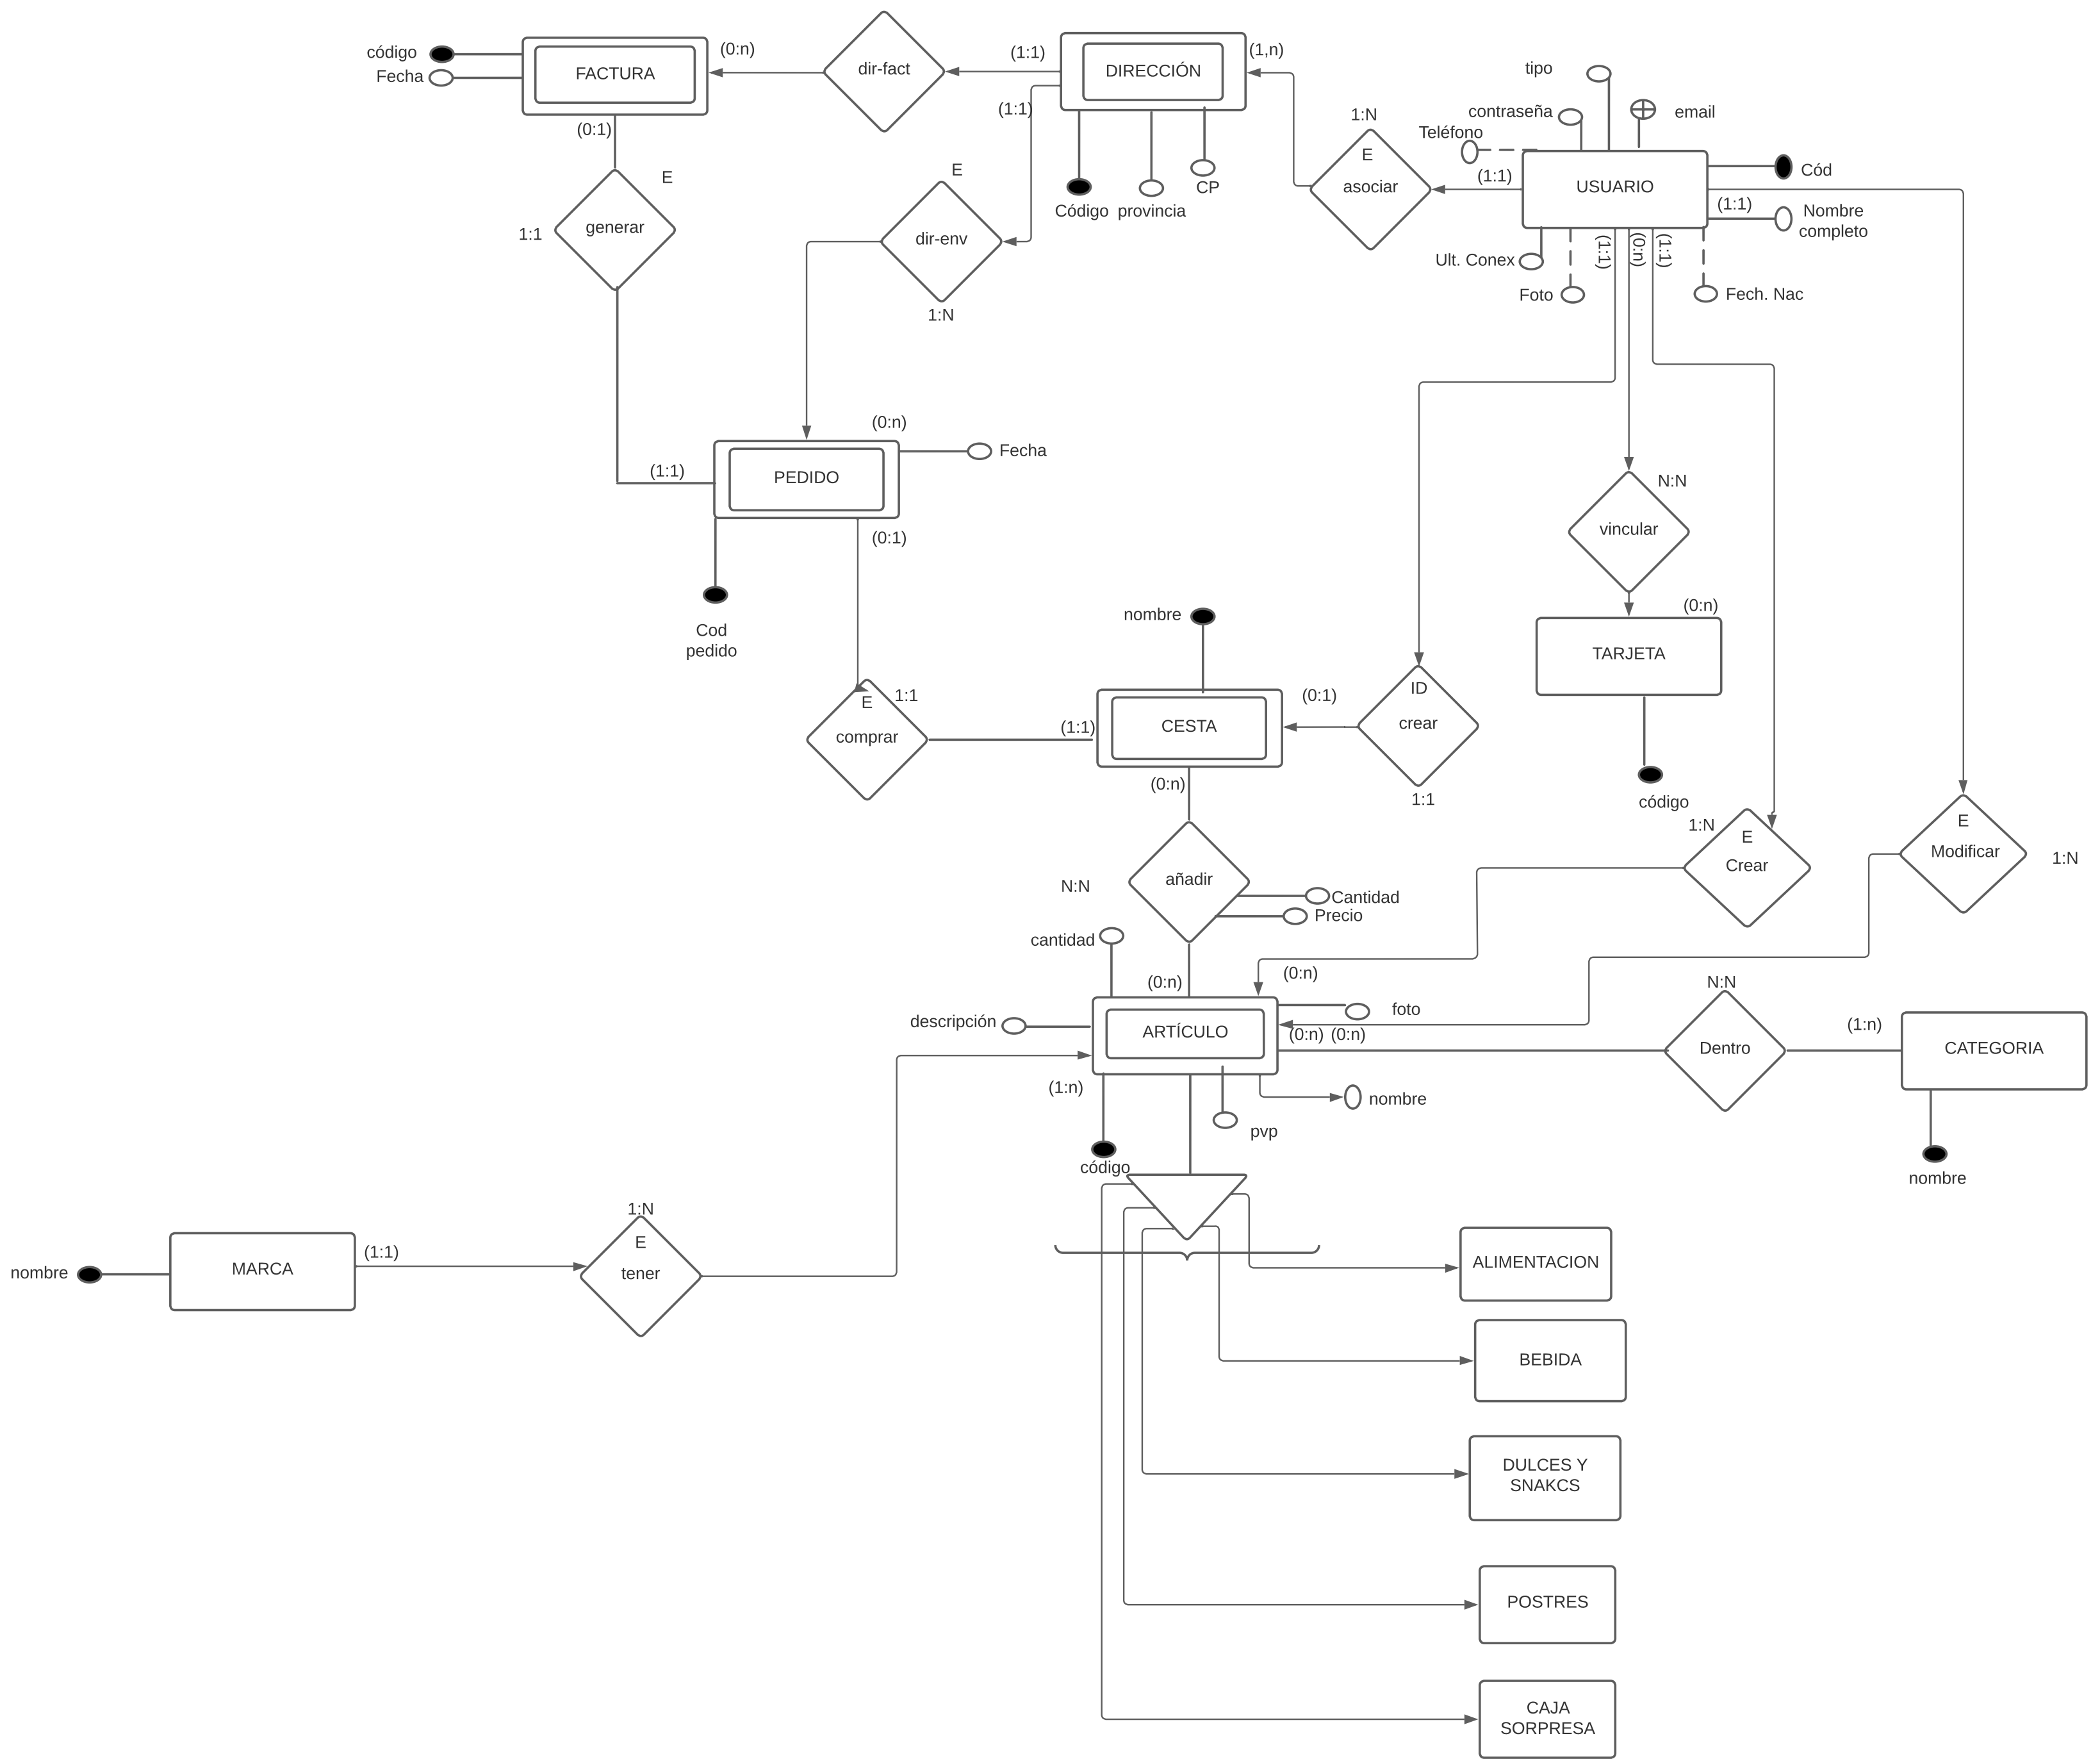 código
Fecha
FACTURA
(0:n)
dir-fact
(1:1)
DIRECCIÓN
(1,n)
(1:1)
(0:1)
E
generar
1:1
E
dir-env
1:N
Código
provincia
CP
1:N
E
asociar
(1:1)
tipo
contraseña
Teléfono
email
USUARIO
Cód
(1:1)
Nombre
completo
Ult. Conex
Foto
(1:1)
(0:n)
(1:1)
Fech. Nac
(0:n)
Fecha
(1:1)
PEDIDO
(0:1)
Cod
pedido
N:N
vincular
(0:n)
TARJETA
código
nombre
E
1:1
comprar
(1:1)
CESTA
(0:1)
ID
crear
1:1
(0:n)
1:N
E
Crear
E
Modificar
1:N
N:N
añadir
Cantidad
Precio
cantidad
(0:n)
(0:n)
descripción
ARTÍCULO
foto
(0:n)
(0:n)
N:N
Dentro
(1:n)
CATEGORIA
(1:n)
nombre
pvp
código
nombre
1:N
E
tener
nombre
MARCA
(1:1)
ALIMENTACION
BEBIDA
DULCES Y
SNAKCS
POSTRES
CAJA
SORPRESA